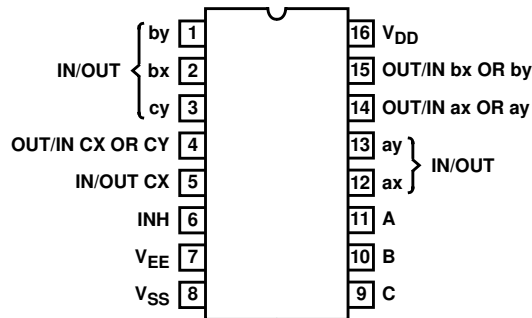 by 1
bx 2
IN/OUT
cy 3
OUT/IN CX OR CY 4
IN/OUT CX 5
INH 6
VEE 7
VSS 8
16 VDD
15 OUT/IN bx OR by
14 OUT/IN ax OR ay
13 ay
IN/OUT
12 ax
11 A
10 B
9 C